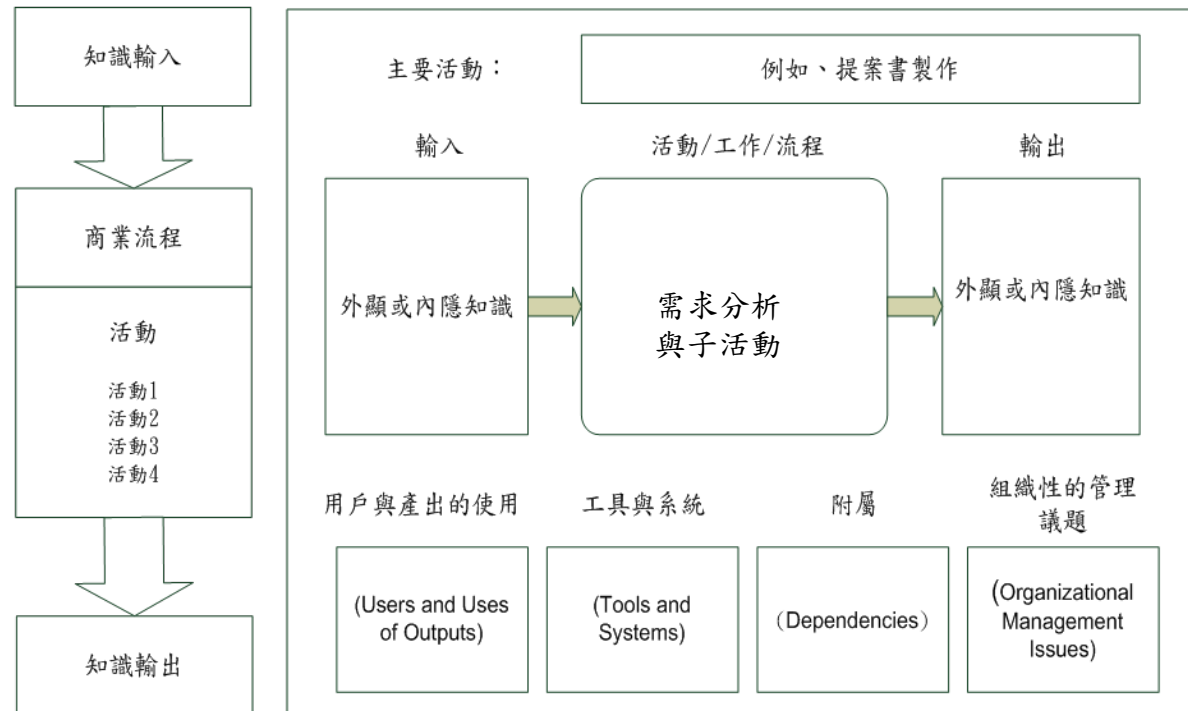 知識輸入
商業流程
活動
活動1
活動2
活動3
活動4
知識輸出
主要活動：
例如、提案書製作
輸入
活動/工作/流程
輸出
外顯或內隱知識
需求分析
與子活動
外顯或內隱知識
用戶與產出的使用
工具與系統
附屬
組織性的管理
議題
(Users and Uses
of Outputs)
(Tools and
Systems)
（Dependencies）
(Organizational
Management
Issues)